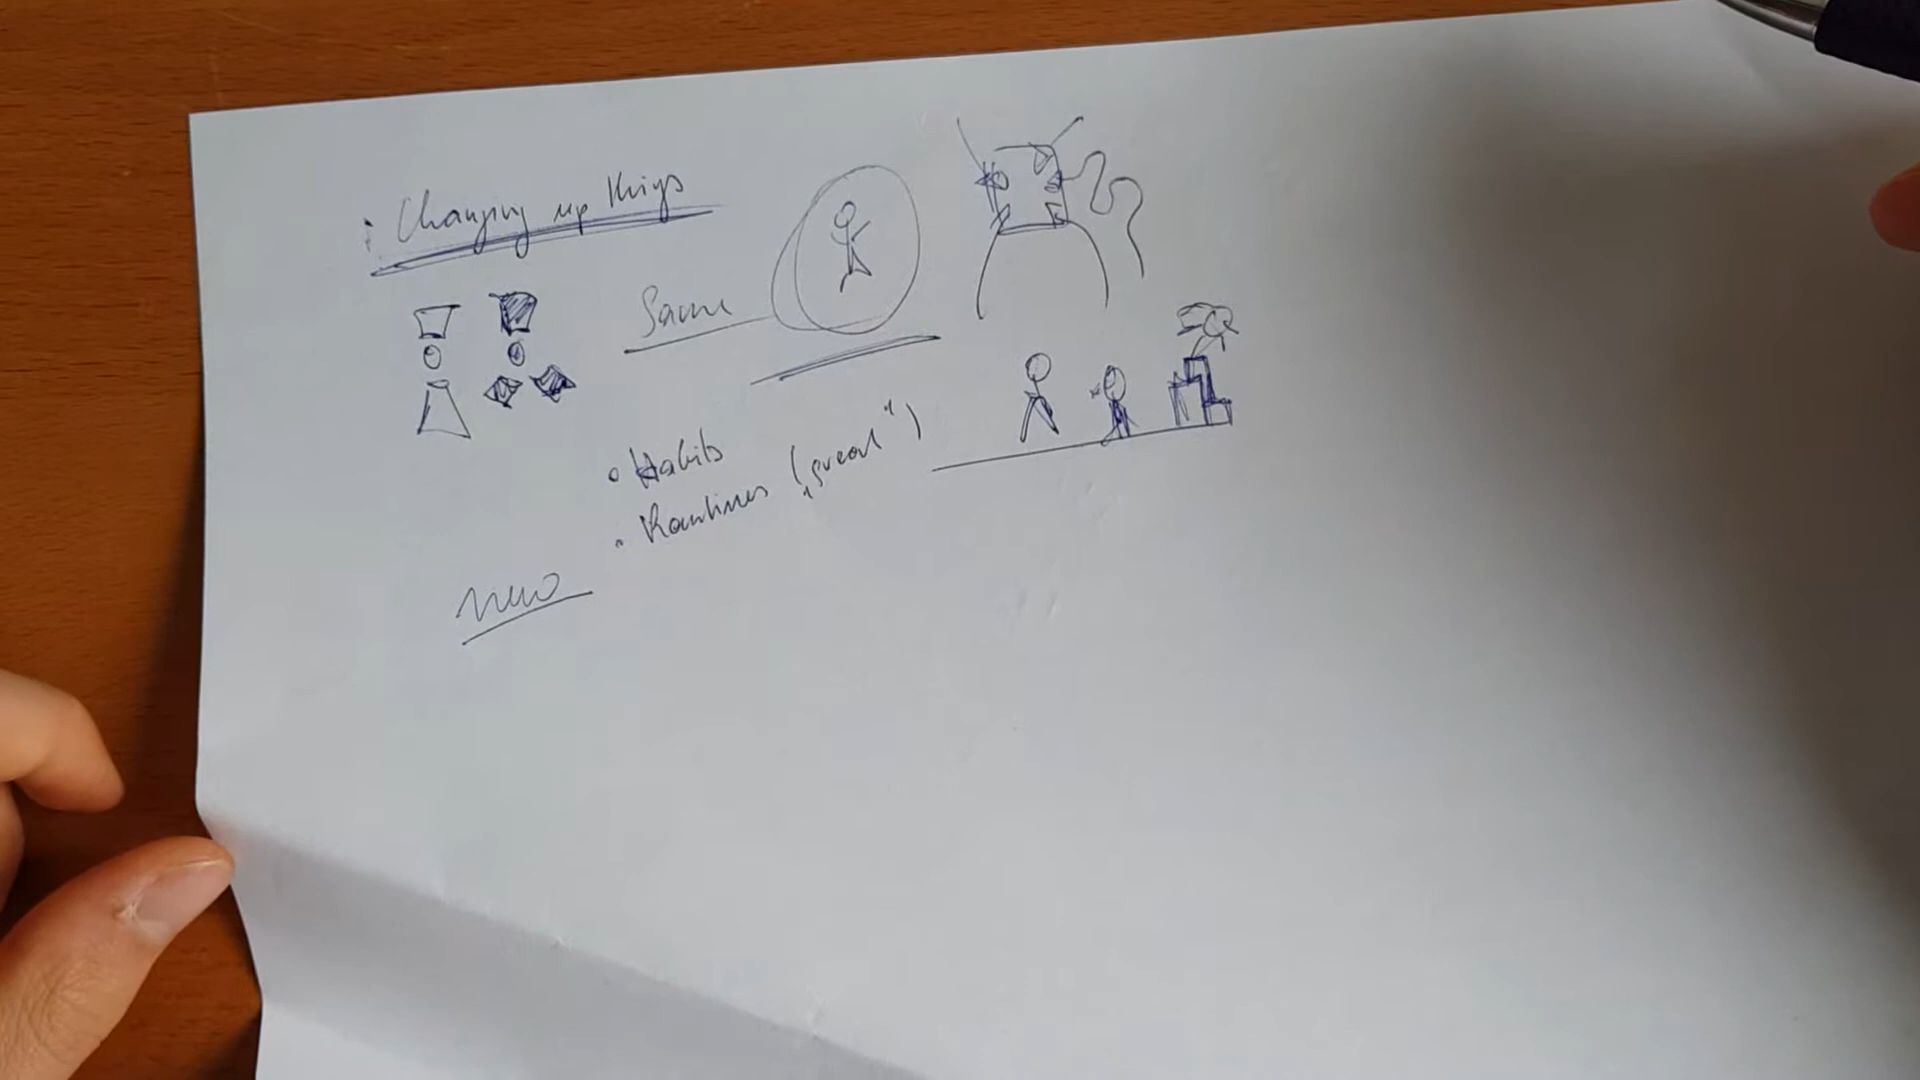 • Changing up things
Same
• Habits
• Routines („great“)
new